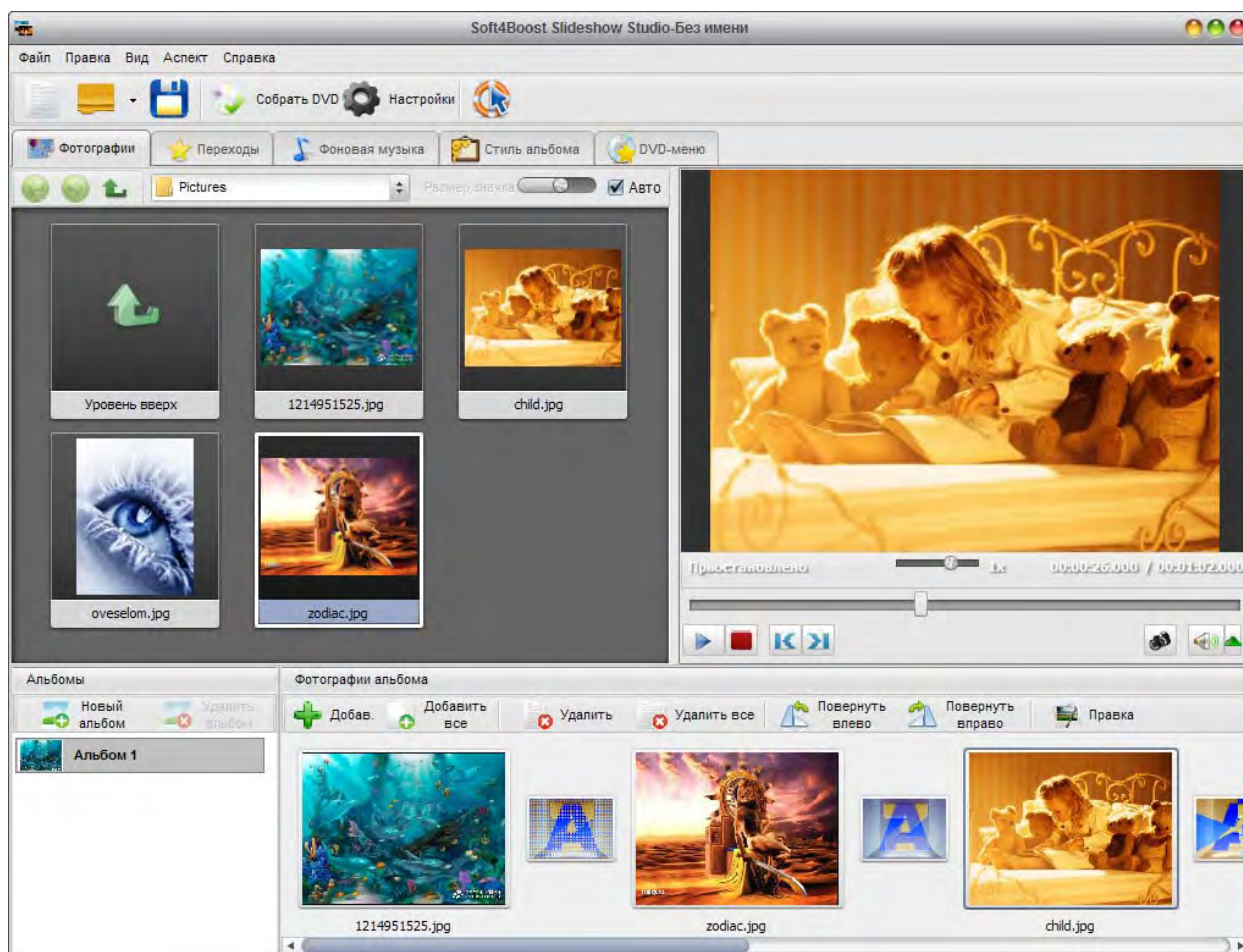 Soft4Boost Slideshow Studio-Без имени
Файл Правка Вид Аспект Справка
Собрать DVD Настройки
Фотографии Переходы Фоновая музыка Стиль альбома DVD-меню
Pictures Размер значка Авто
Уровень вверх 1214951525.jpg child.jpg
oveselom.jpg zodiac.jpg
Приостановлено 1x 00:00:26.000 / 00:01:02.000
Альбомы
Новый альбом
Удалить альбом
Альбом 1
Фотографии альбома
Добав. Добавить все Удалить Удалить все Повернуть влево Повернуть вправо Правка
A A A
1214951525.jpg zodiac.jpg child.jpg